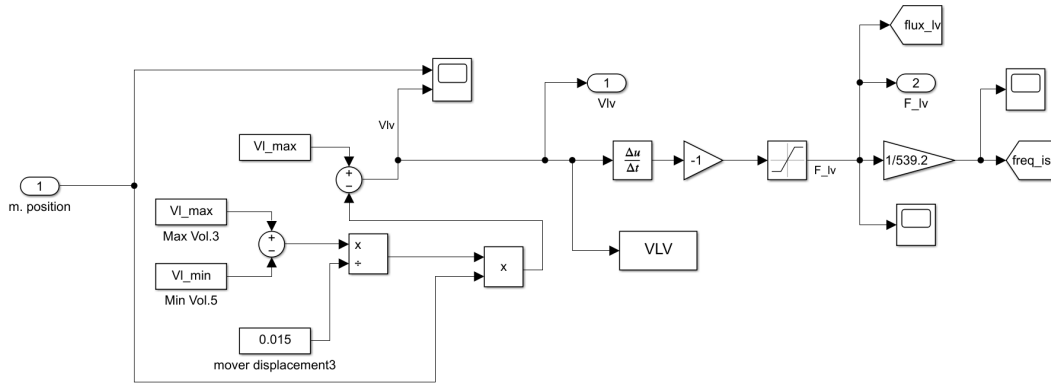 flux_lv
1
Vlv
2
F_lv
Vlv
Vl_max
Δu
Δt
-1
F_lv
1/539.2
freq_is
1
m. position
Vl_max
Max Vol.3
+
−
+
−
x
÷
x
VLV
Vl_min
Min Vol.5
0.015
mover displacement3